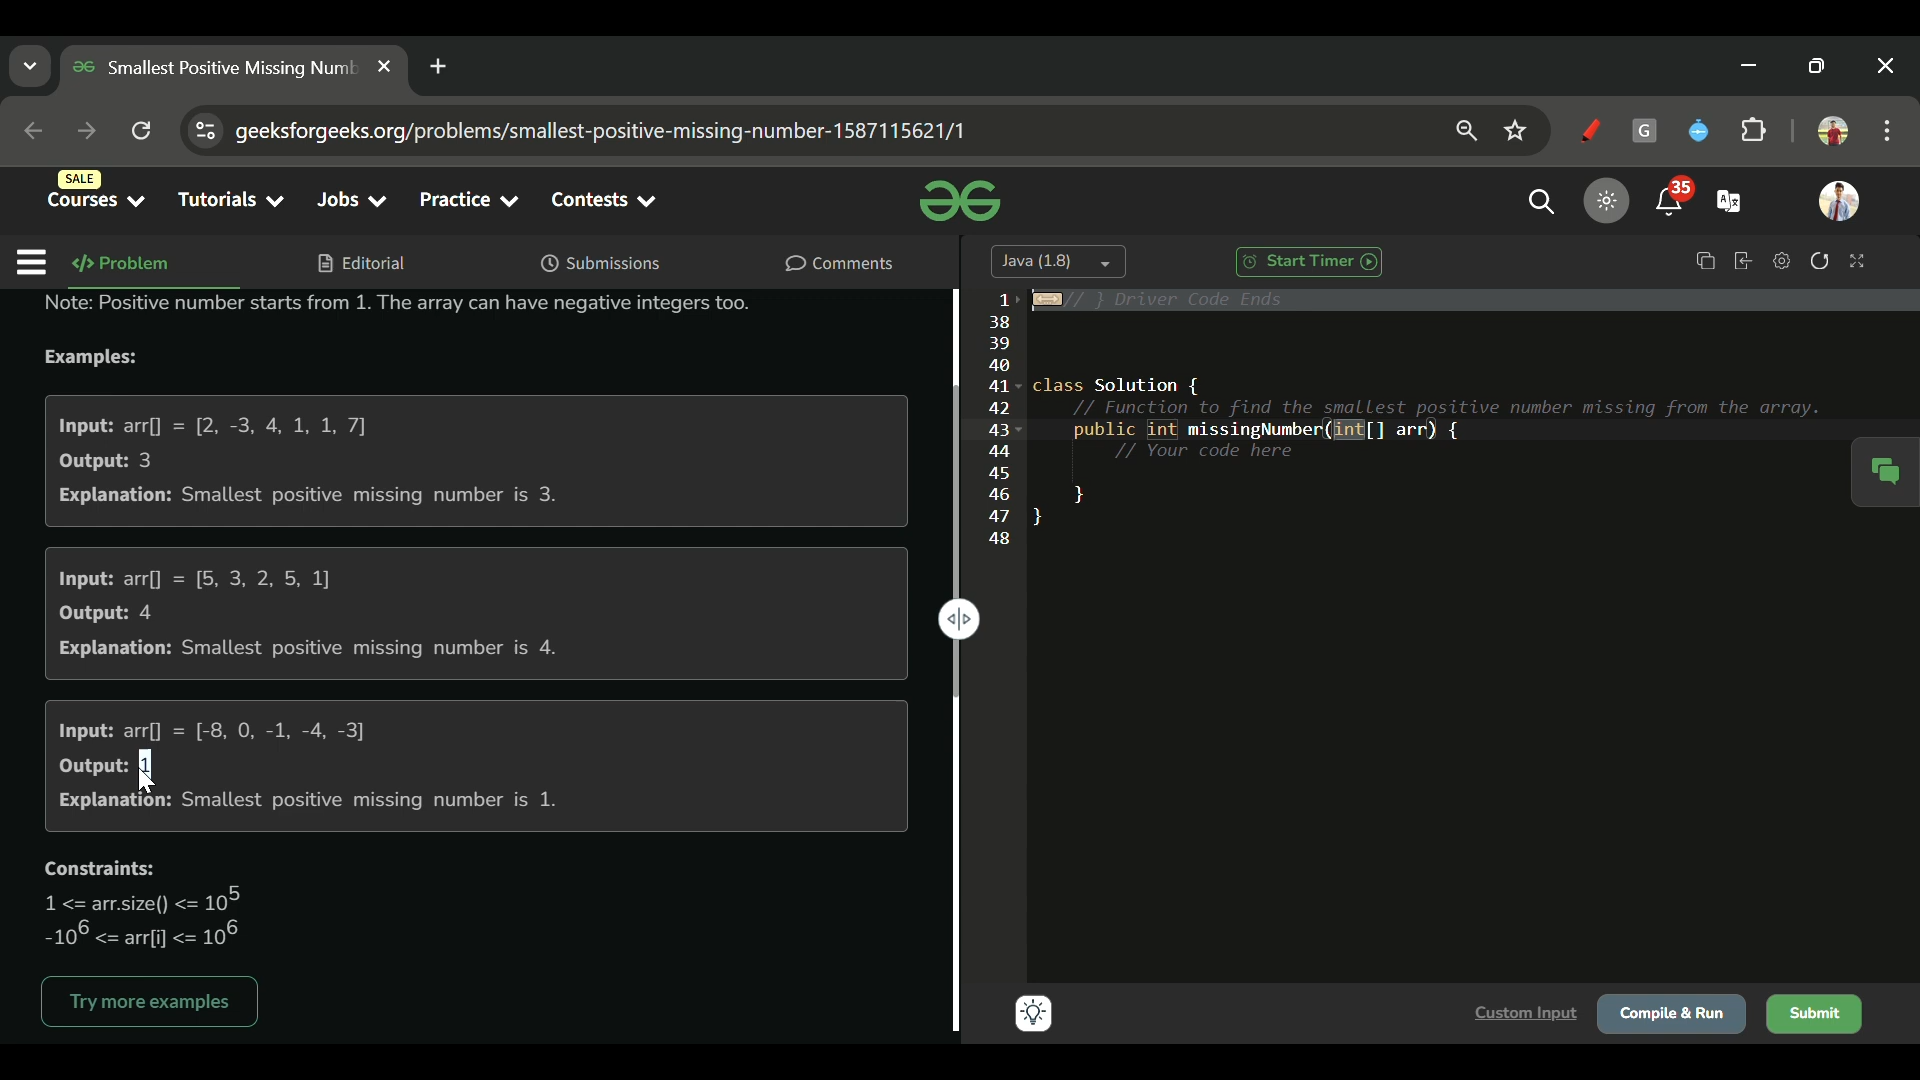 Smallest Positive Missing Numb
geeksforgeeks.org/problems/smallest-positive-missing-number-1587115621/1
G
SALE
Courses
Tutorials
Jobs
Practice
Contests
35
</> Problem
Editorial
Submissions
Comments
Note: Positive number starts from 1. The array can have negative integers too.
Examples:
Input: arr[] = [2, -3, 4, 1, 1, 7]
Output: 3
Explanation: Smallest positive missing number is 3.
Input: arr[] = [5, 3, 2, 5, 1]
Output: 4
Explanation: Smallest positive missing number is 4.
Input: arr[] = [-8, 0, -1, -4, -3]
Output: 1
Explanation: Smallest positive missing number is 1.
Constraints:
1 <= arr.size() <= 10⁵
-10⁶ <= arr[i] <= 10⁶
Try more examples
Java (1.8)
Start Timer
1 // } Driver Code Ends
38
39
40
41 class Solution {
42 // Function to find the smallest positive number missing from the array.
43 public int missingNumber(int[] arr) {
44 // Your code here
45
46 }
47 }
48
Custom Input
Compile & Run
Submit